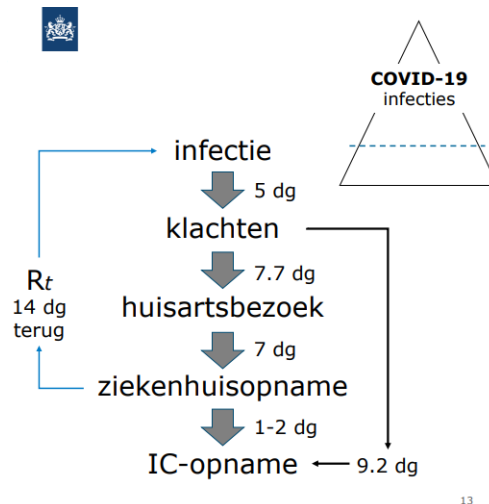 COVID-19
infecties
infectie
5 dg
klachten
7.7 dg
Rt
14 dg
terug
huisartsbezoek
7 dg
ziekenhuisopname
1-2 dg
IC-opname
9.2 dg
13